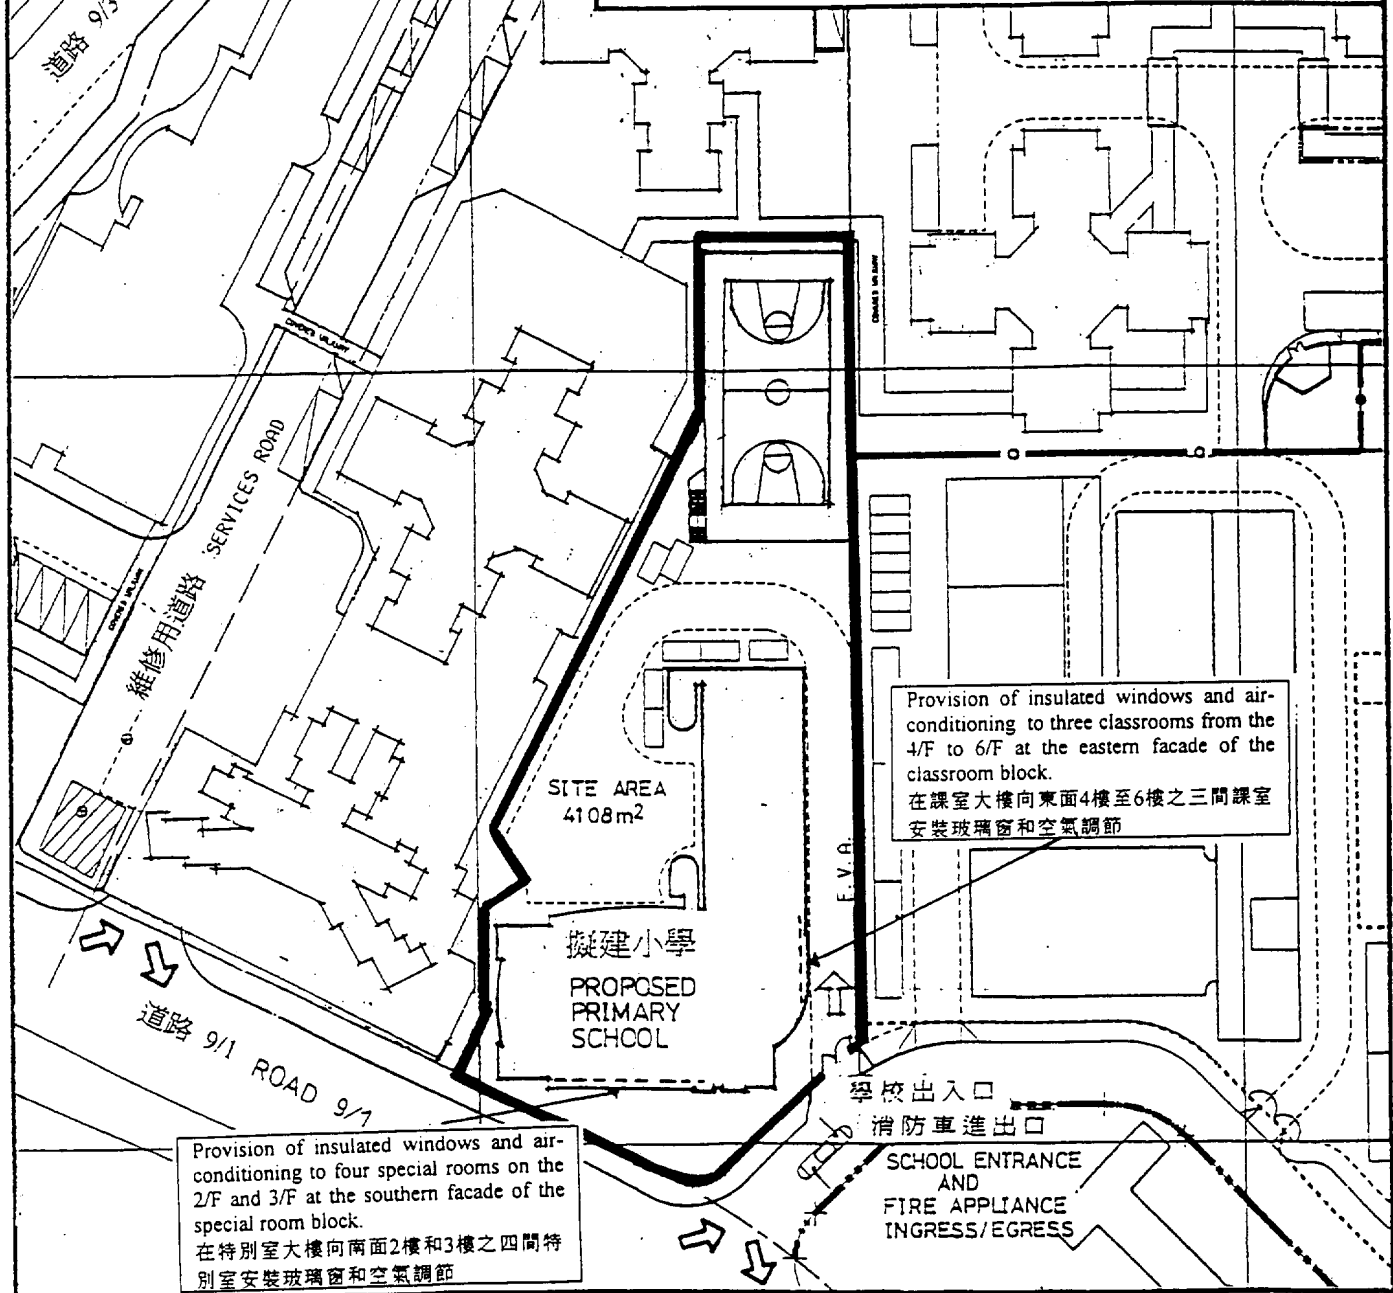 道路 9/3
COVERED WALKWAY
COVERED WALKWAY
SERVICES ROAD
維修用道路
COVERED WALKWAY
Provision of insulated windows and air-
conditioning to three classrooms from the
4/F to 6/F at the eastern facade of the
classroom block.
在課室大樓向東面4樓至6樓之三間課室
安裝玻璃窗和空氣調節
SITE AREA
4108m²
E.V.A.
擬建小學
PROPOSED
PRIMARY
SCHOOL
道路 9/1 ROAD 9/1
學校出入口
消防車進出口
SCHOOL ENTRANCE
AND
FIRE APPLIANCE
INGRESS/EGRESS
Provision of insulated windows and air-
conditioning to four special rooms on the
2/F and 3/F at the southern facade of the
special room block.
在特別室大樓向南面2樓和3樓之四間特
別室安裝玻璃窗和空氣調節